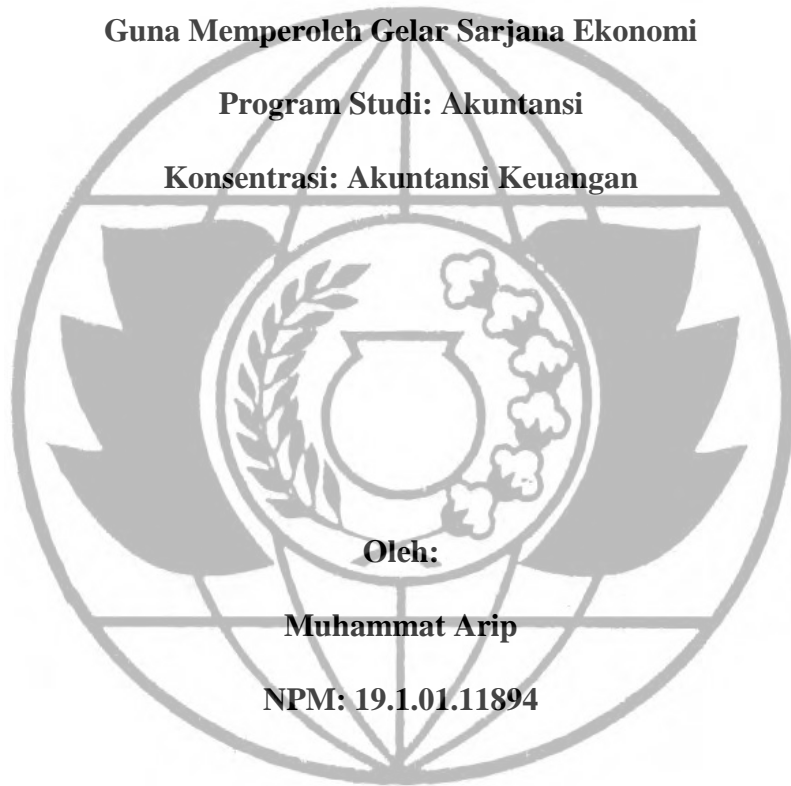 Guna Memperoleh Gelar Sarjana Ekonomi
Program Studi: Akuntansi
Konsentrasi: Akuntansi Keuangan
Oleh:
Muhammat Arip
NPM: 19.1.01.11894